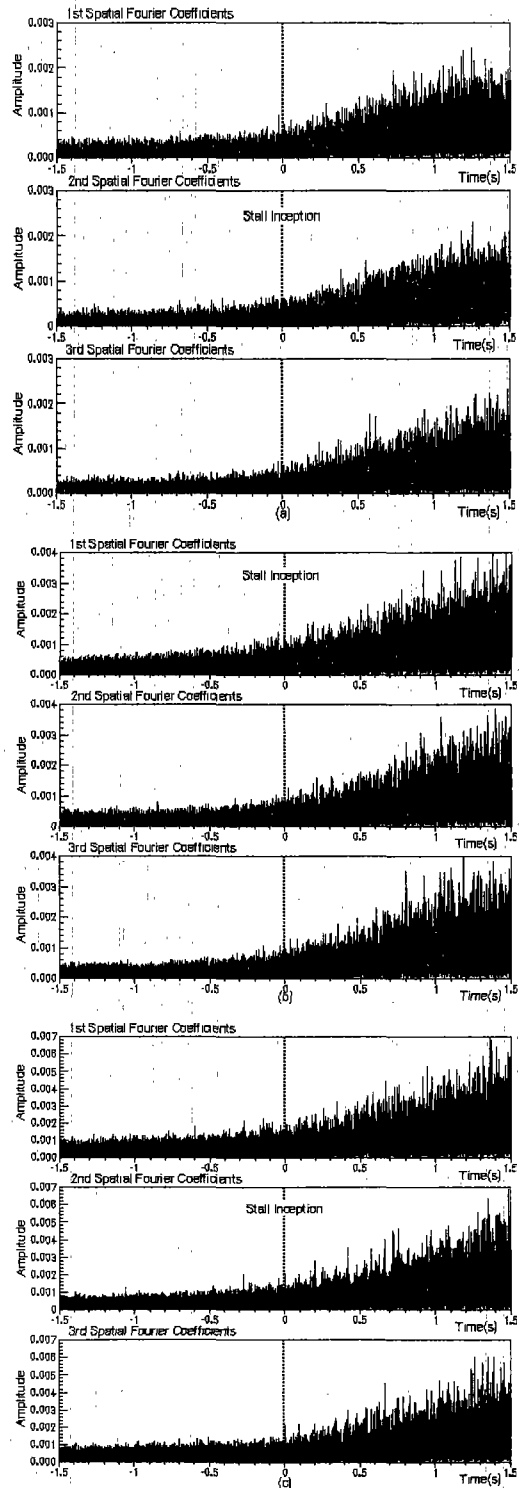 1st Spatial Fourier Coefficients
0.003
0.002
0.001
0.000
Amplitude
-1.5 -1 -0.5 0 0.5 1 1.5
Time(s)
2nd Spatial Fourier Coefficients
0.003
Stall Inception
0.002
0.001
0
Amplitude
-1.5 -1 -0.5 0 0.5 1 1.5
Time(s)
3rd Spatial Fourier Coefficients
0.003
0.002
0.001
0.000
Amplitude
-1.5 -1 -0.5 0 0.5 1 1.5
(a)
Time(s)
1st Spatial Fourier Coefficients
0.004
Stall Inception
0.003
0.002
0.001
0.000
Amplitude
-1.5 -1 -0.5 0 0.5 1 1.5
Time(s)
2nd Spatial Fourier Coefficients
0.004
0.003
0.002
0.001
0
Amplitude
-1.5 -1 -0.5 0 0.5 1 1.5
Time(s)
3rd Spatial Fourier Coefficients
0.004
0.003
0.002
0.001
0.000
Amplitude
-1.5 -1 -0.5 0 0.5 1 1.5
(b)
Time(s)
1st Spatial Fourier Coefficients
0.007
0.006
0.005
0.004
0.003
0.002
0.001
0.000
Amplitude
-1.5 -1 -0.5 0 0.5 1 1.5
Time(s)
2nd Spatial Fourier Coefficients
0.007
Stall Inception
0.006
0.005
0.004
0.003
0.002
0.001
0
Amplitude
-1.5 -1 -0.5 0 0.5 1 1.5
Time(s)
3rd Spatial Fourier Coefficients
0.007
0.006
0.005
0.004
0.003
0.002
0.001
0.000
Amplitude
-1.5 -1 -0.5 0 0.5 1 1.5
(c)
Time(s)